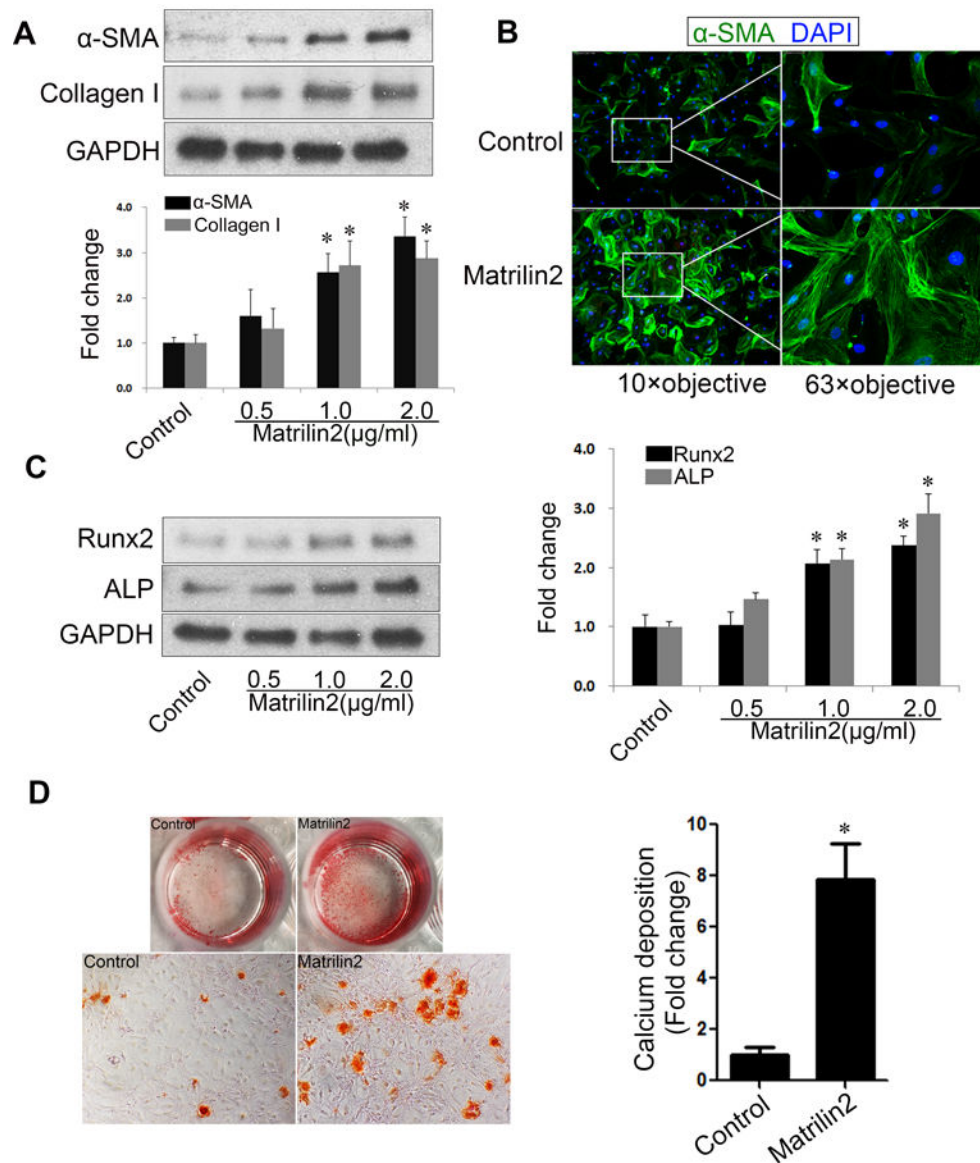 A
α-SMA
Collagen I
GAPDH
α-SMA
Collagen I
Fold change
4.0
3.0
2.0
1.0
0.0
* * * *
Control
0.5 1.0 2.0
Matrilin2(µg/ml)
B
α-SMA DAPI
Control
Matrilin2
10×objective 63×objective
C
Runx2
ALP
GAPDH
Control
0.5 1.0 2.0
Matrilin2(µg/ml)
Runx2
ALP
Fold change
4.0
3.0
2.0
1.0
0.0
* * * *
Control
0.5 1.0 2.0
Matrilin2(µg/ml)
D
Control Matrilin2
Control Matrilin2
Calcium deposition
(Fold change)
10
8
6
4
2
0
*
Control
Matrilin2